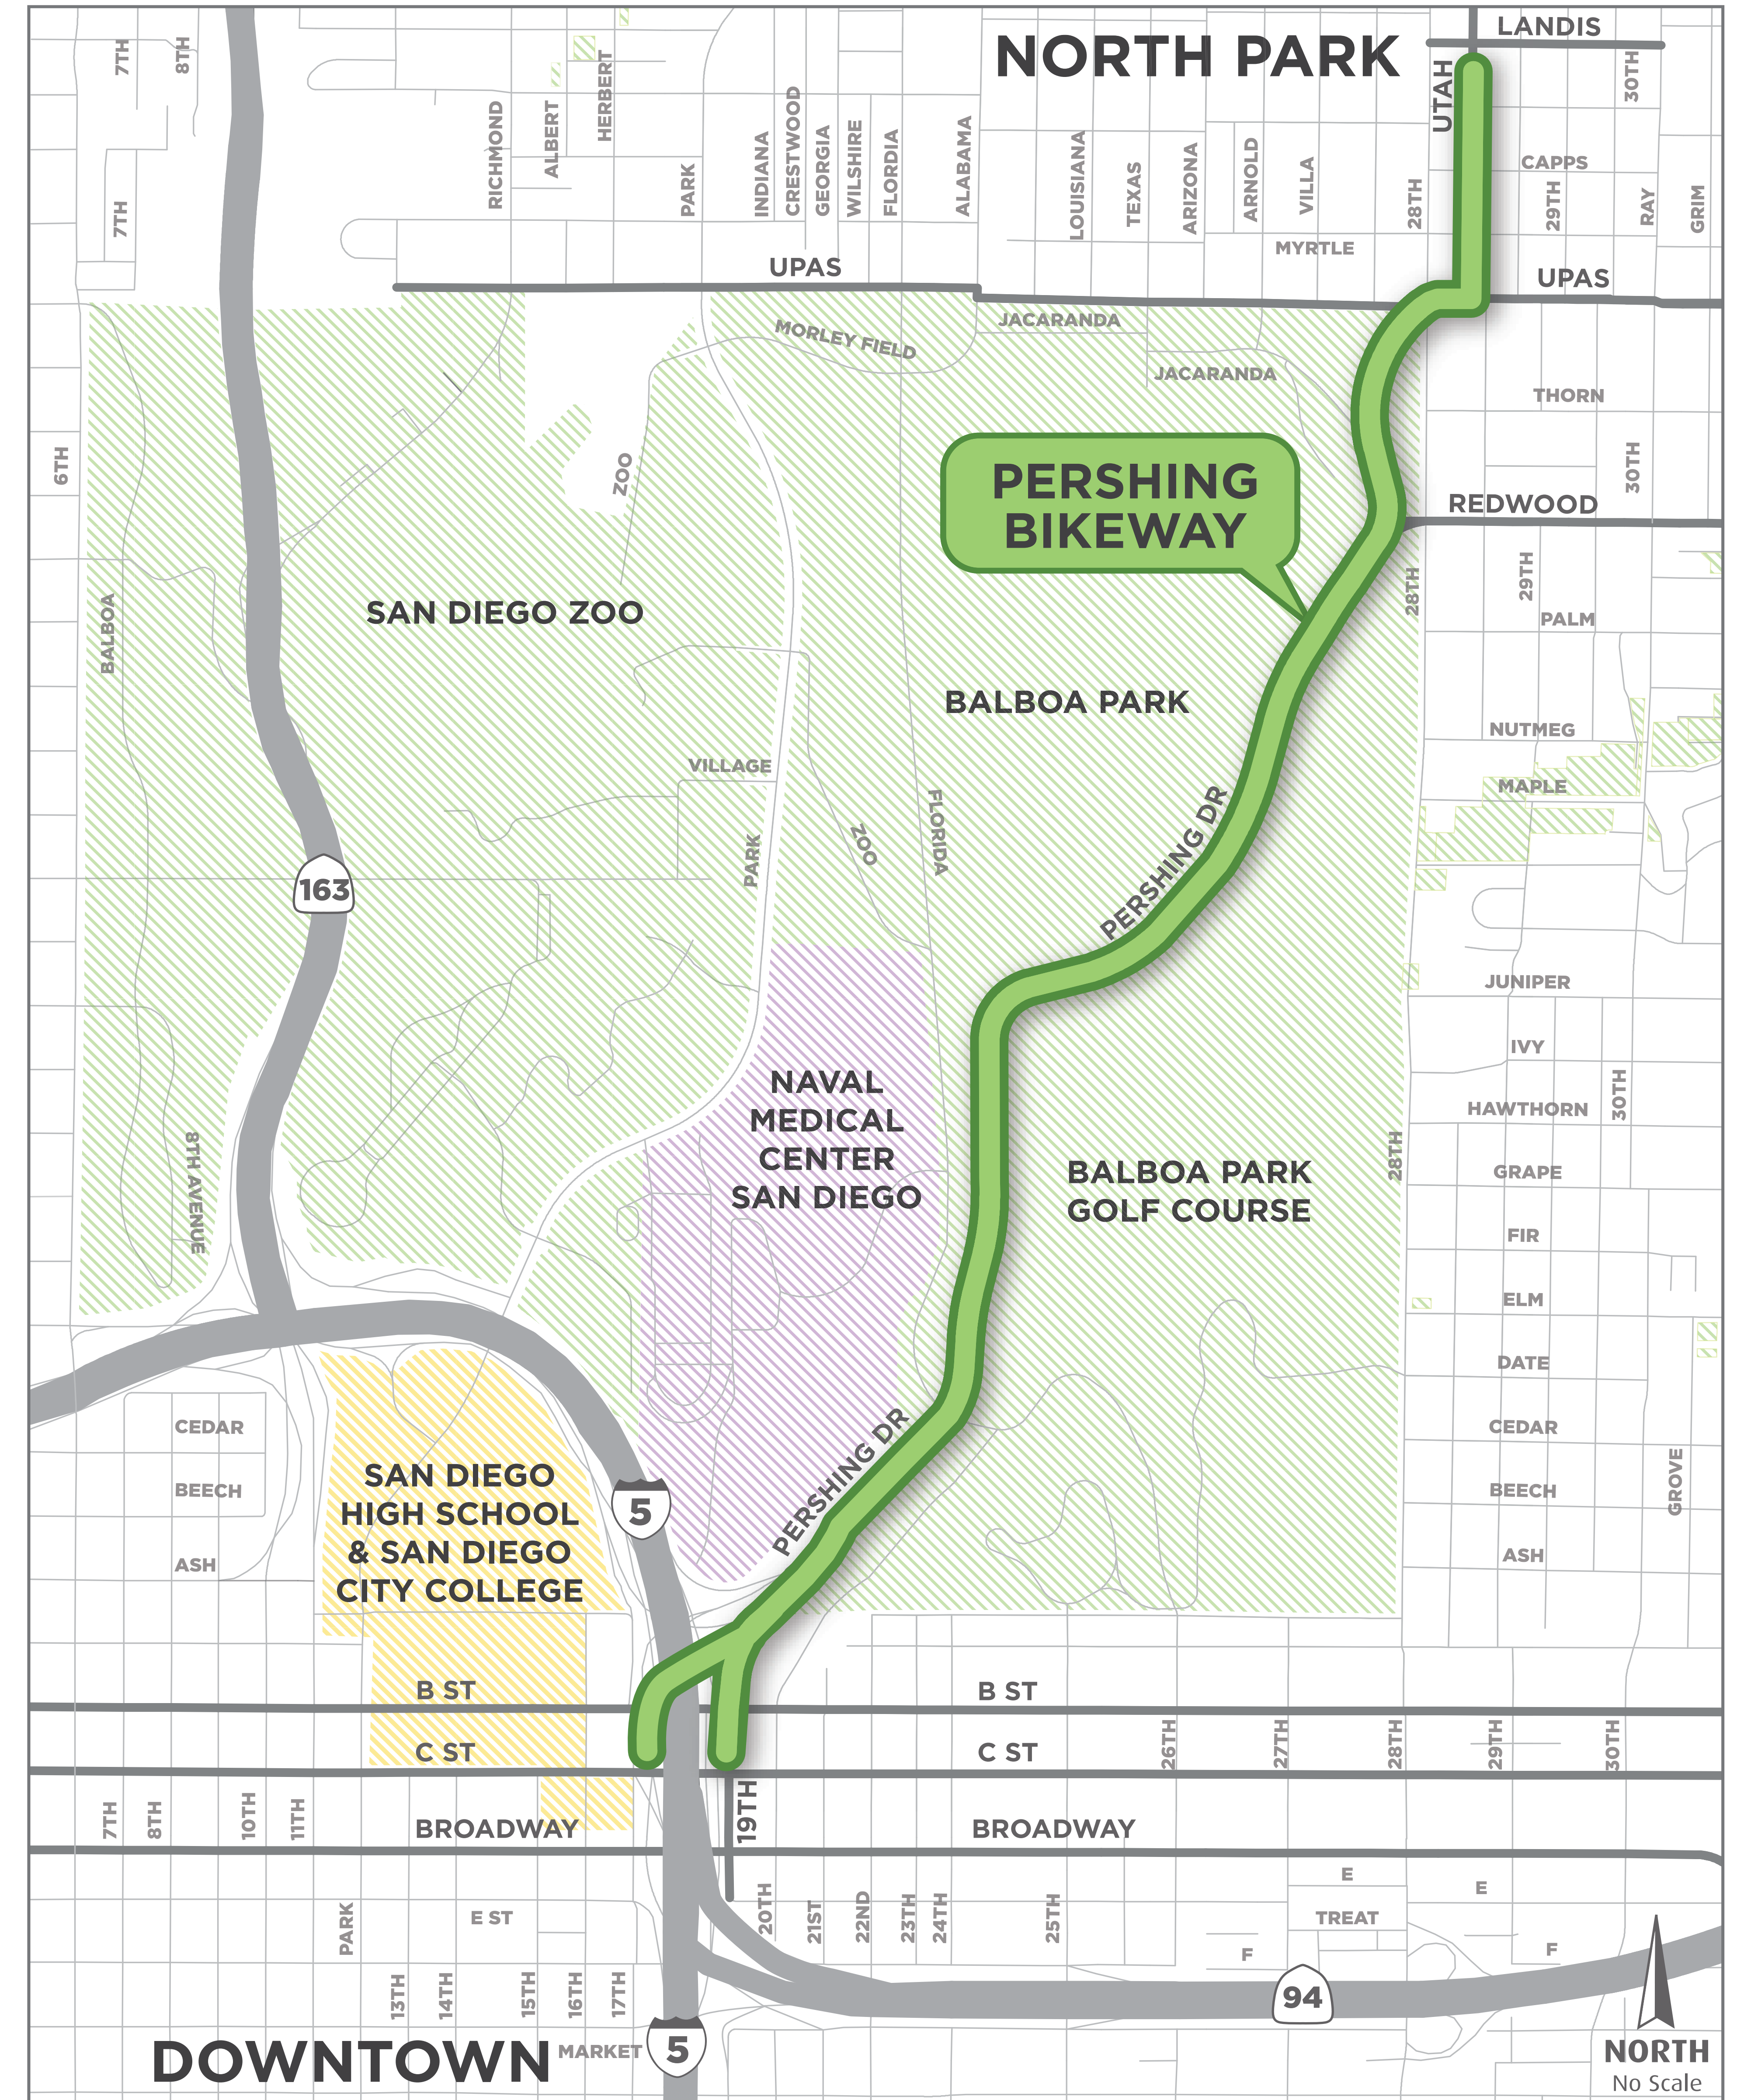 LANDIS
NORTH PARK
UTAH
7TH
8TH
HERBERT
30TH
RICHMOND
ALBERT
PARK
INDIANA
CRESTWOOD
GEORGIA
WILSHIRE
FLORDIA
ALABAMA
LOUISIANA
TEXAS
ARIZONA
ARNOLD
VILLA
28TH
CAPPS
29TH
RAY
GRIM
7TH
MYRTLE
UPAS
UPAS
MORLEY FIELD
JACARANDA
JACARANDA
THORN
6TH
ZOO
30TH
PERSHING
BIKEWAY
REDWOOD
BALBOA
SAN DIEGO ZOO
28TH
29TH
PALM
BALBOA PARK
NUTMEG
VILLAGE
MAPLE
PARK
ZOO
FLORIDA
PERSHING DR
163
JUNIPER
IVY
NAVAL
MEDICAL
CENTER
SAN DIEGO
HAWTHORN
30TH
8TH AVENUE
28TH
BALBOA PARK
GOLF COURSE
GRAPE
FIR
ELM
DATE
CEDAR
CEDAR
PERSHING DR
SAN DIEGO
HIGH SCHOOL
& SAN DIEGO
CITY COLLEGE
BEECH
BEECH
GROVE
5
ASH
ASH
B ST
B ST
C ST
C ST
26TH
27TH
28TH
29TH
30TH
7TH
8TH
10TH
11TH
19TH
BROADWAY
BROADWAY
E
E
PARK
E ST
20TH
21ST
22ND
23TH
24TH
25TH
TREAT
F
F
13TH
14TH
15TH
16TH
17TH
94
DOWNTOWN
MARKET
5
NORTH
No Scale